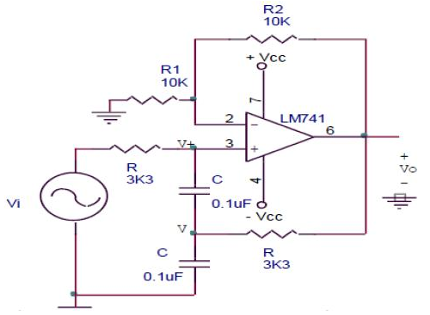 R2
10K
+ Vcc
R1
10K
7
LM741
2
-
6
V+
3
+
R
3K3
C
4
0.1uF
- Vcc
+
Vo
-
Vi
V
C
0.1uF
R
3K3